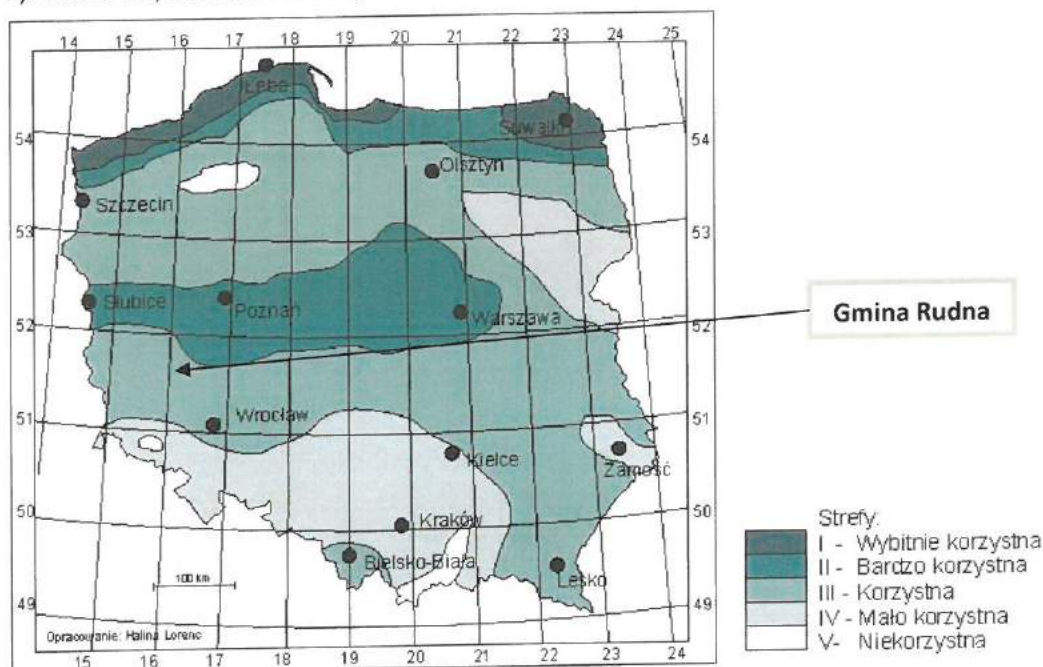 14 15 16 17 18 19 20 21 22 23 24 25
Łeba
Suwałki
54 54
Olsztyn
Szczecin
53 53
Słubice
Poznań
Warszawa
52 52
Gmina Rudna
51 51
Wrocław
Kielce
Zamość
50 50
Kraków
Bielsko-Biała
Lesko
100 km
49 49
Opracowanie: Halina Lorenc
15 16 17 18 19 20 21 22 23 24
Strefy:
I - Wybitnie korzystna
II - Bardzo korzystna
III - Korzystna
IV - Mało korzystna
V- Niekorzystna